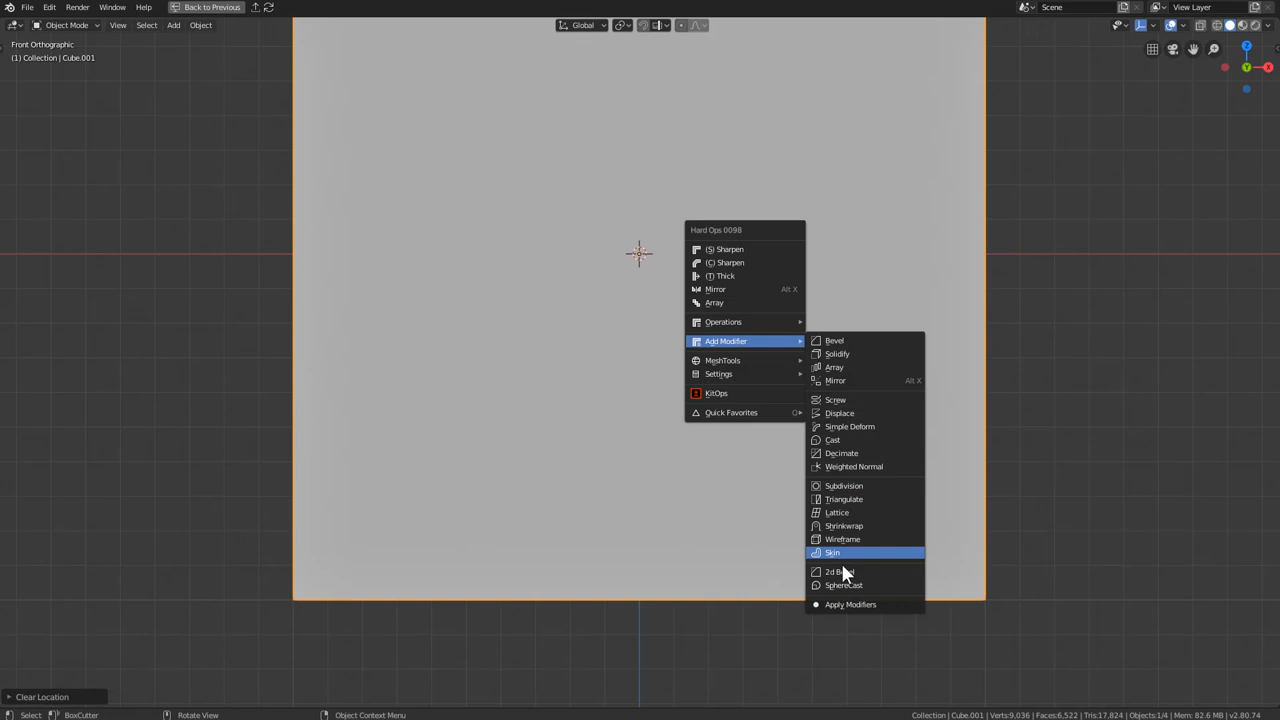 File Edit Render Window Help Back to Previous Scene View Layer
Object Mode View Select Add Object Global
Front Orthographic
(1) Collection | Cube.001
Z
Y X
Hard Ops 0098
(S) Sharpen
(C) Sharpen
(T) Thick
Mirror Alt X
Array
Operations
Add Modifier
MeshTools
Settings
KitOps
Quick Favorites Q
Bevel
Solidify
Array
Mirror Alt X
Screw
Displace
Simple Deform
Cast
Decimate
Weighted Normal
Subdivision
Triangulate
Lattice
Shrinkwrap
Wireframe
Skin
2d Bevel
SphereCast
Apply Modifiers
Clear Location
Select BoxCutter Rotate View Object Context Menu Collection | Cube.001 | Verts:9,036 | Faces:6,522 | Tris:17,824 | Objects:1/4 | Mem: 82.6 MB | v2.80.74